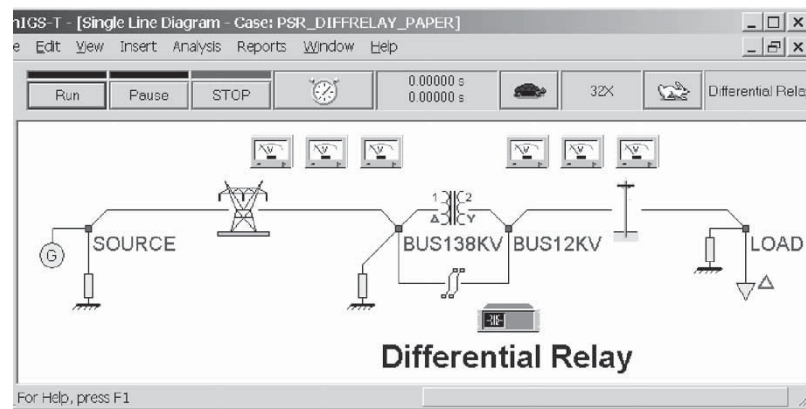 nIGS-T - [Single Line Diagram - Case: PSR_DIFFRELAY_PAPER]
e Edit View Insert Analysis Reports Window Help
Run Pause STOP 0.00000 s 32X Differential Rela
0.00000 s
V V V V V V
1 2
Δ Y
G SOURCE BUS138KV BUS12KV LOAD
Δ
Differential Relay
For Help, press F1